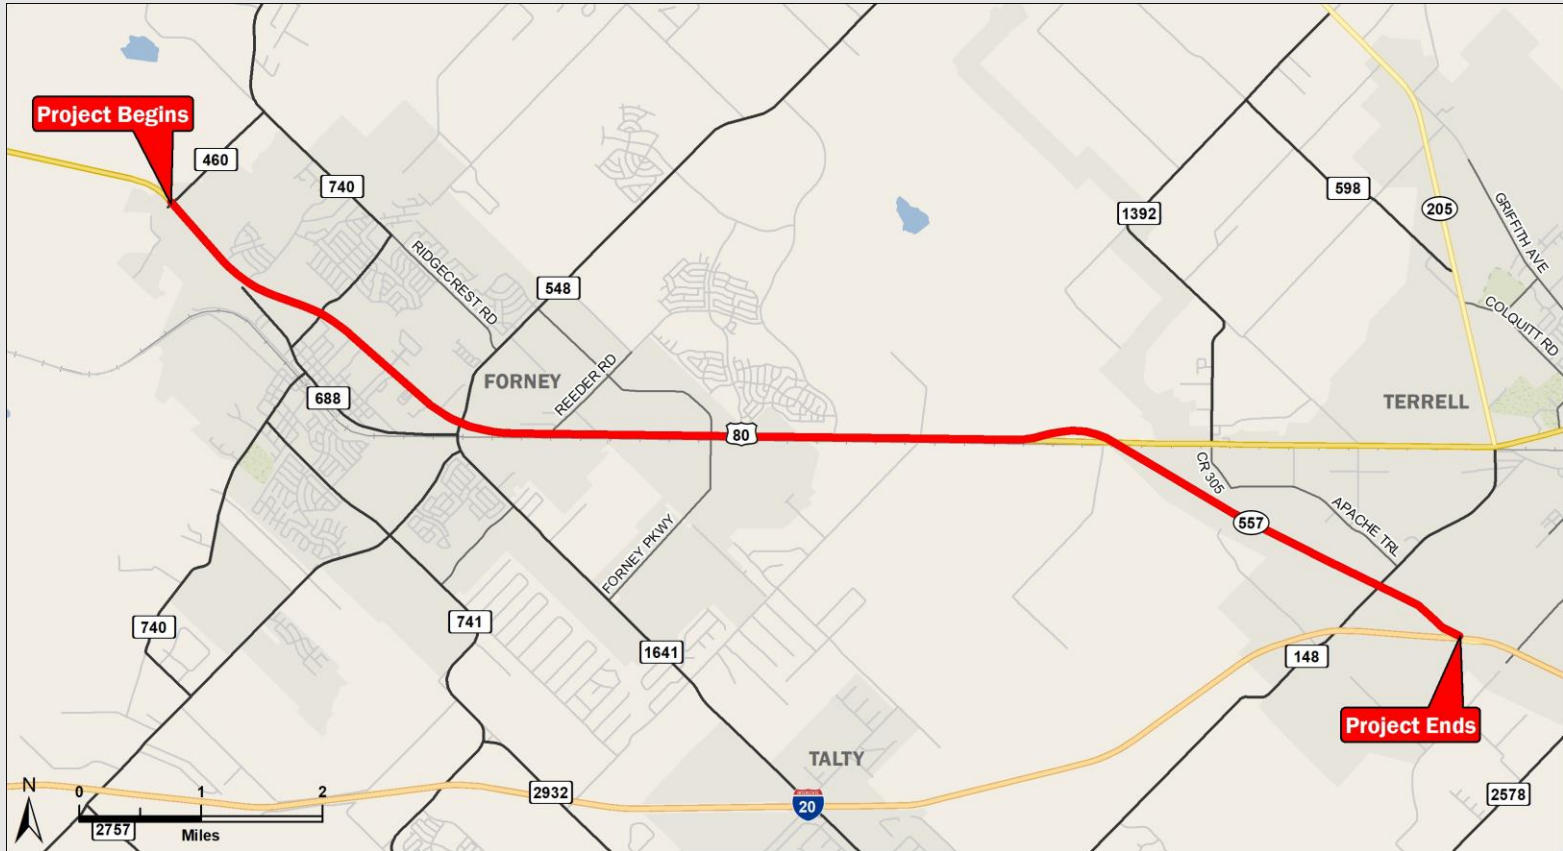 Project Begins
460
740
RIDGECREST RD
548
1392
598
205
GRIFFITH AVE
COLQUITT RD
FORNEY
REEDER RD
688
TERRELL
80
CR 305
557
APACHE TRL
FORNEY PKWY
740
741
1641
148
Project Ends
TALTY
N
0 1 2
Miles
2757
2932
20
2578